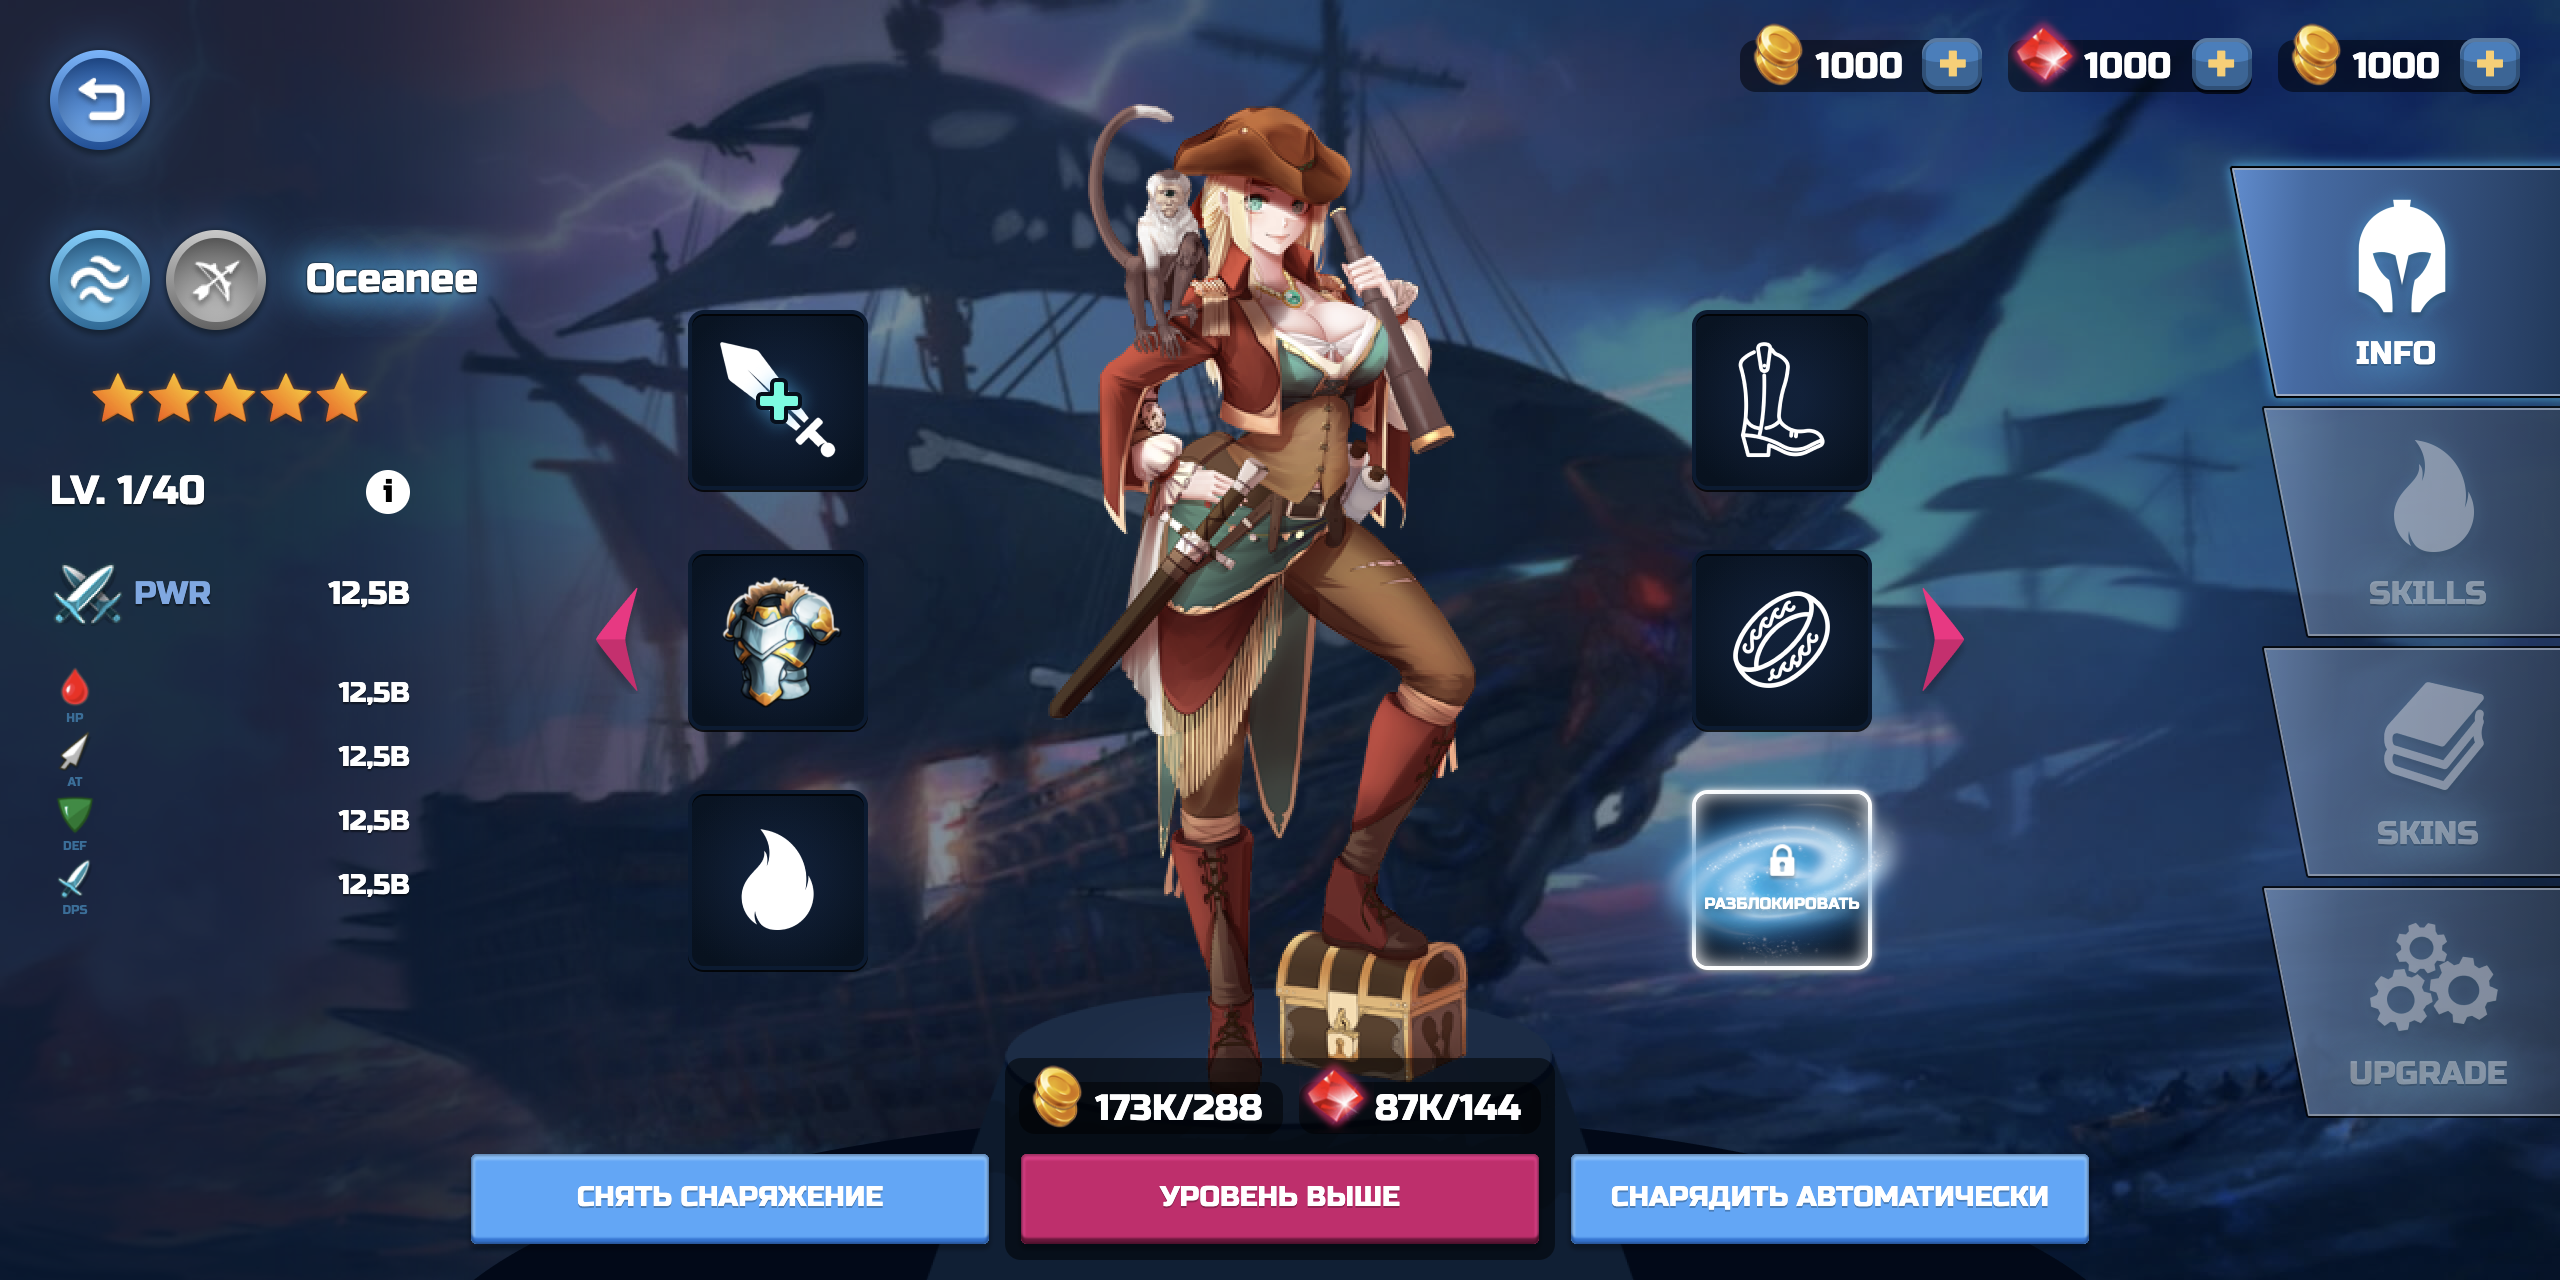 1000
1000
1000
Oceanee
LV. 1/40
i
PWR 12,5B
HP 12,5B
AT 12,5B
DEF 12,5B
DPS 12,5B
РАЗБЛОКИРОВАТЬ
INFO
SKILLS
SKINS
UPGRADE
173K/288
87K/144
СНЯТЬ СНАРЯЖЕНИЕ
УРОВЕНЬ ВЫШЕ
СНАРЯДИТЬ АВТОМАТИЧЕСКИ